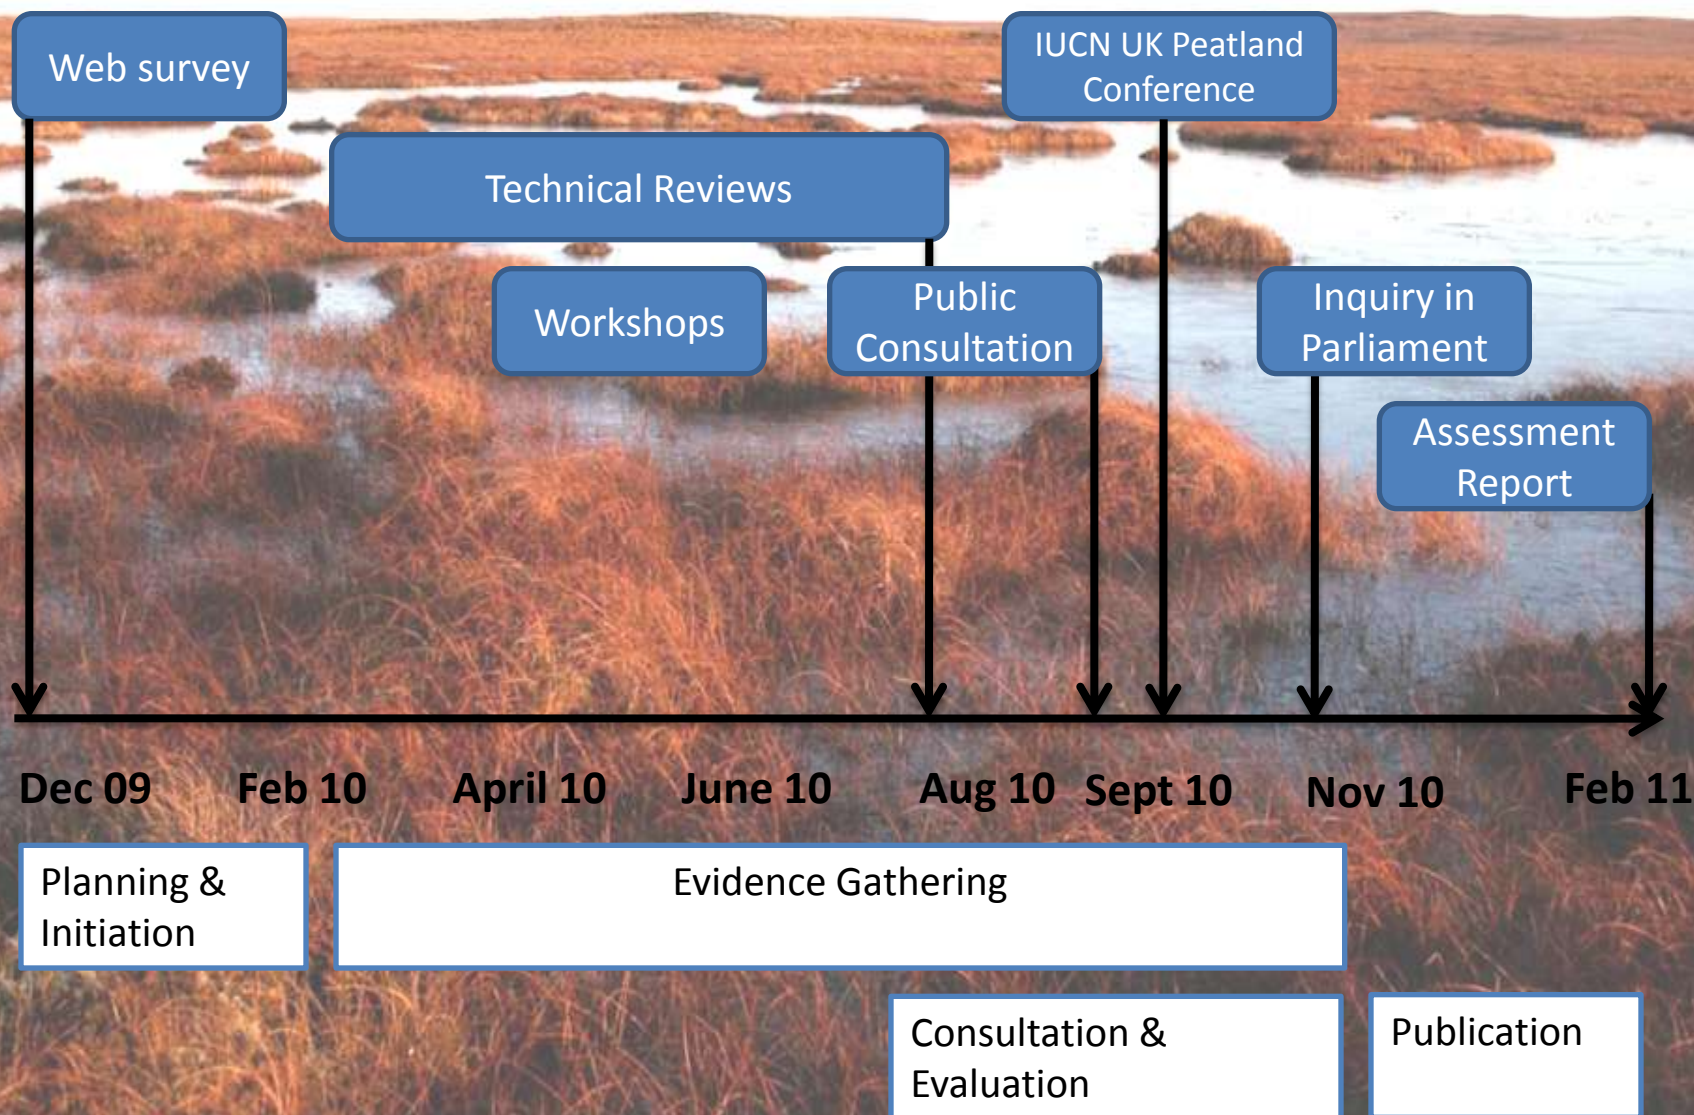 Web survey
IUCN UK Peatland
Conference
Technical Reviews
Workshops
Public
Consultation
Inquiry in
Parliament
Assessment
Report
Dec 09
Feb 10
April 10
June 10
Aug 10
Sept 10
Nov 10
Feb 11
Planning &
Initiation
Evidence Gathering
Consultation &
Evaluation
Publication